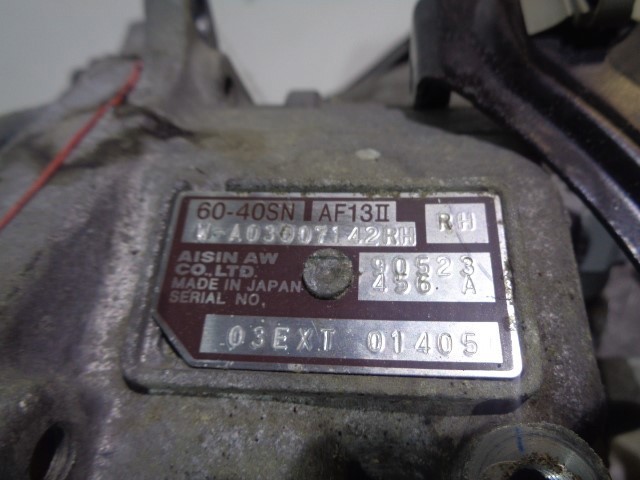 60-40SN AF13II RH
W-A03007142RH
AISIN AW
CO.,LTD.
MADE IN JAPAN
SERIAL NO,
90523
456 A
03EXT 01405